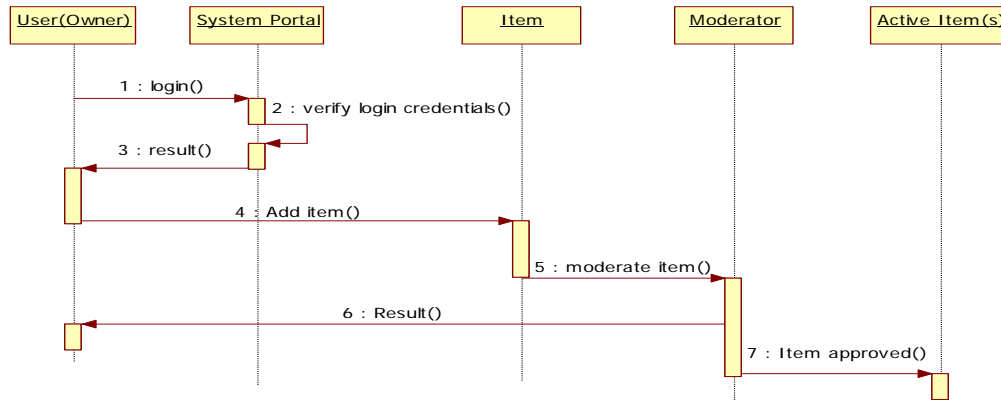 User(Owner)
System Portal
Item
Moderator
Active Item(s)
1 : login()
2 : verify login credentials()
3 : result()
4 : Add item()
5 : moderate item()
6 : Result()
7 : Item approved()